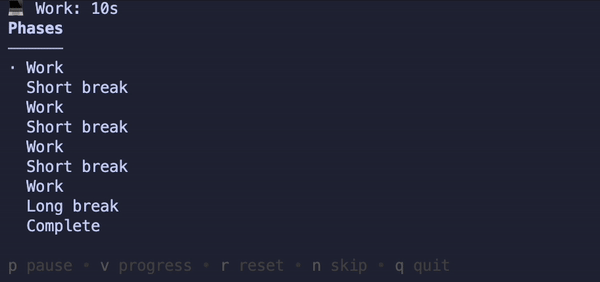 💻 Work: 10s
Phases
· Work
Short break
Work
Short break
Work
Short break
Work
Long break
Complete
p pause • v progress • r reset • n skip • q quit